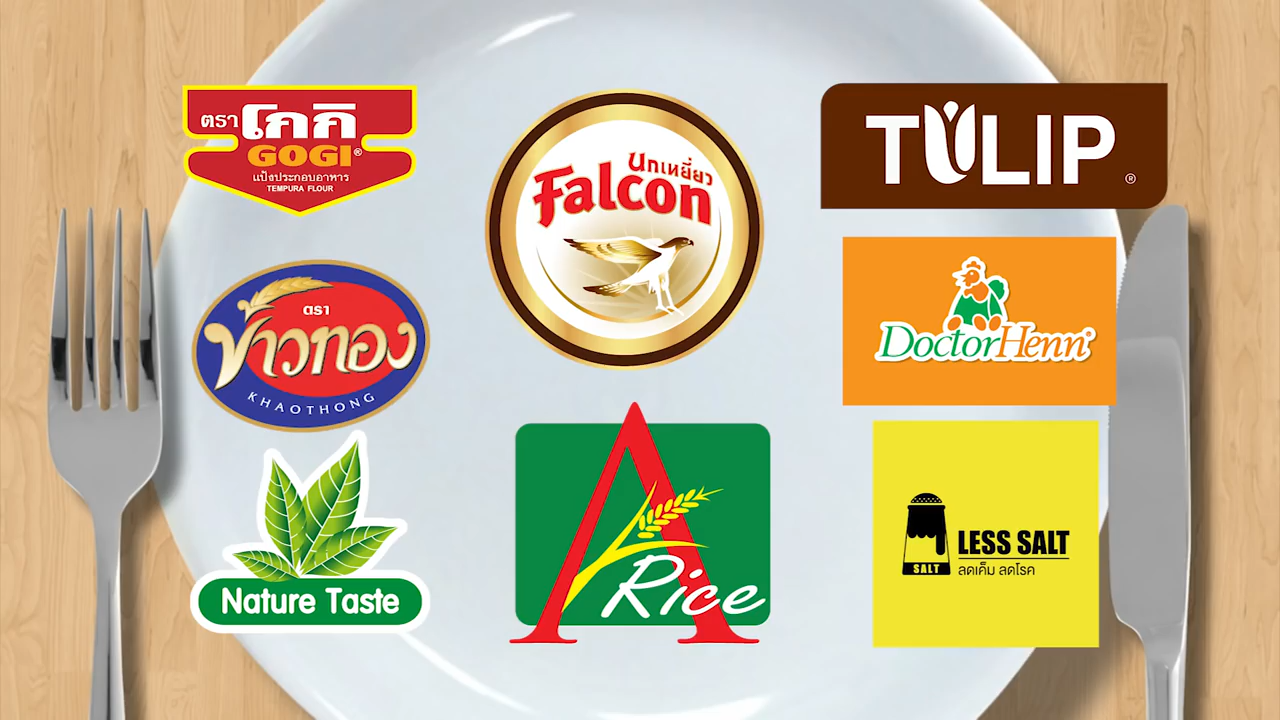 ตรา โกกิ
GOGI®
แป้งประกอบอาหาร
TEMPURA FLOUR
นกเหยี่ยว
Falcon
TULIP ®
ตรา
ข้าวทอง
KHAOTHONG
DoctorHenn®
Nature Taste
A Rice
SALT
LESS SALT
ลดเค็ม ลดโรค